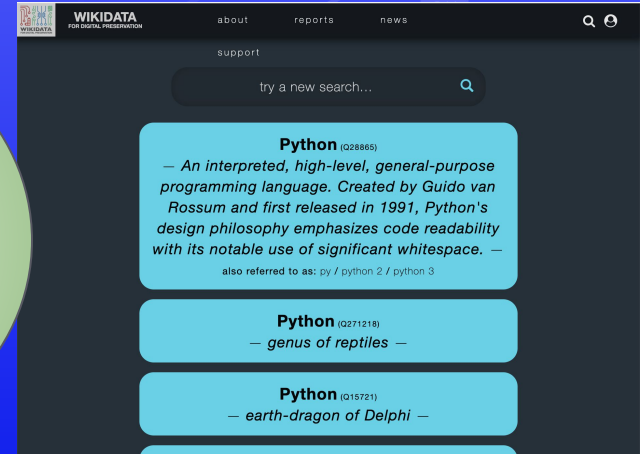 WIKIDATA
WIKIDATA
FOR DIGITAL PRESERVATION
about reports news
support
try a new search...
Python (Q28865)
— An interpreted, high-level, general-purpose
programming language. Created by Guido van
Rossum and first released in 1991, Python's
design philosophy emphasizes code readability
with its notable use of significant whitespace. —
also referred to as: py / python 2 / python 3
Python (Q271218)
— genus of reptiles —
Python (Q15721)
— earth-dragon of Delphi —